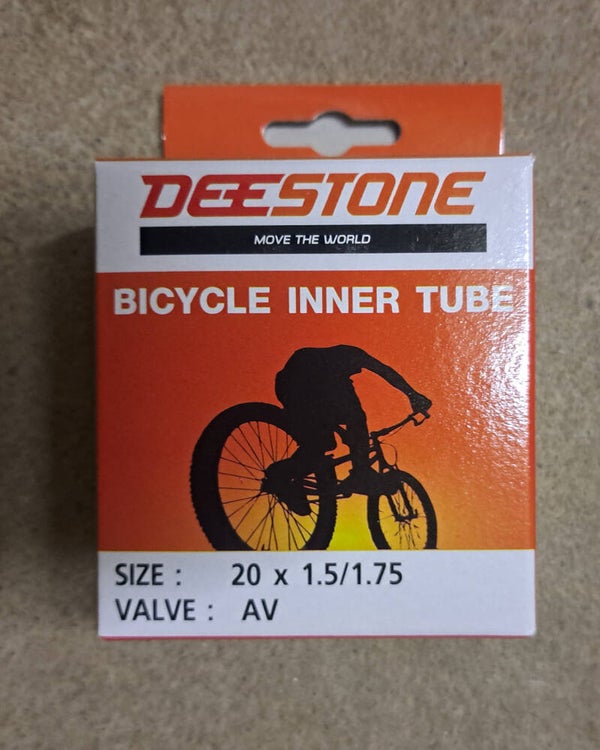 DEESTONE
MOVE THE WORLD
BICYCLE INNER TUBE
SIZE : 20 x 1.5/1.75
VALVE : AV